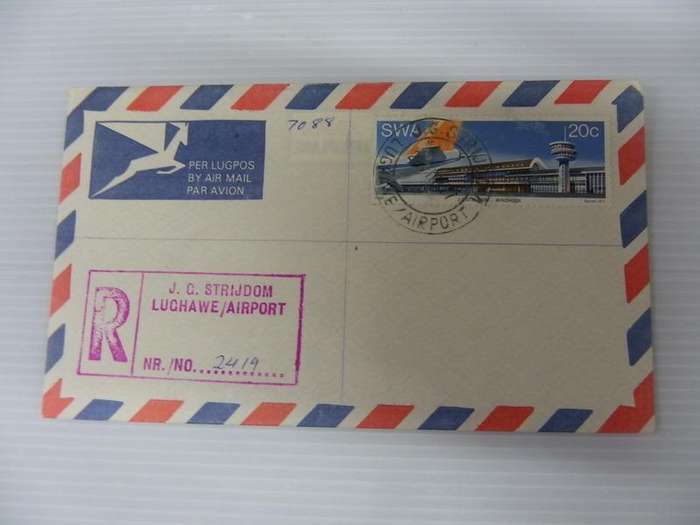 7088
SWA 20c
PER LUGPOS
BY AIR MAIL
PAR AVION
AIRPORT
J. G. STRIJDOM
LUGHAWE/AIRPORT
R
NR./NO. 2419